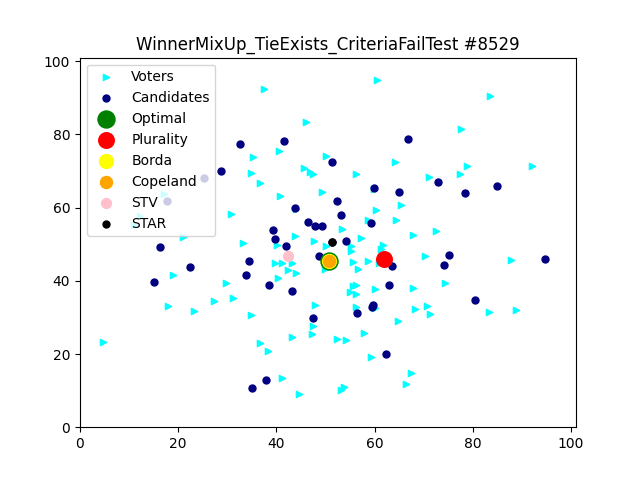 WinnerMixUp_TieExists_CriteriaFailTest #8529
100
80
60
40
20
0
0 20 40 60 80 100
Voters
Candidates
Optimal
Plurality
Borda
Copeland
STV
STAR